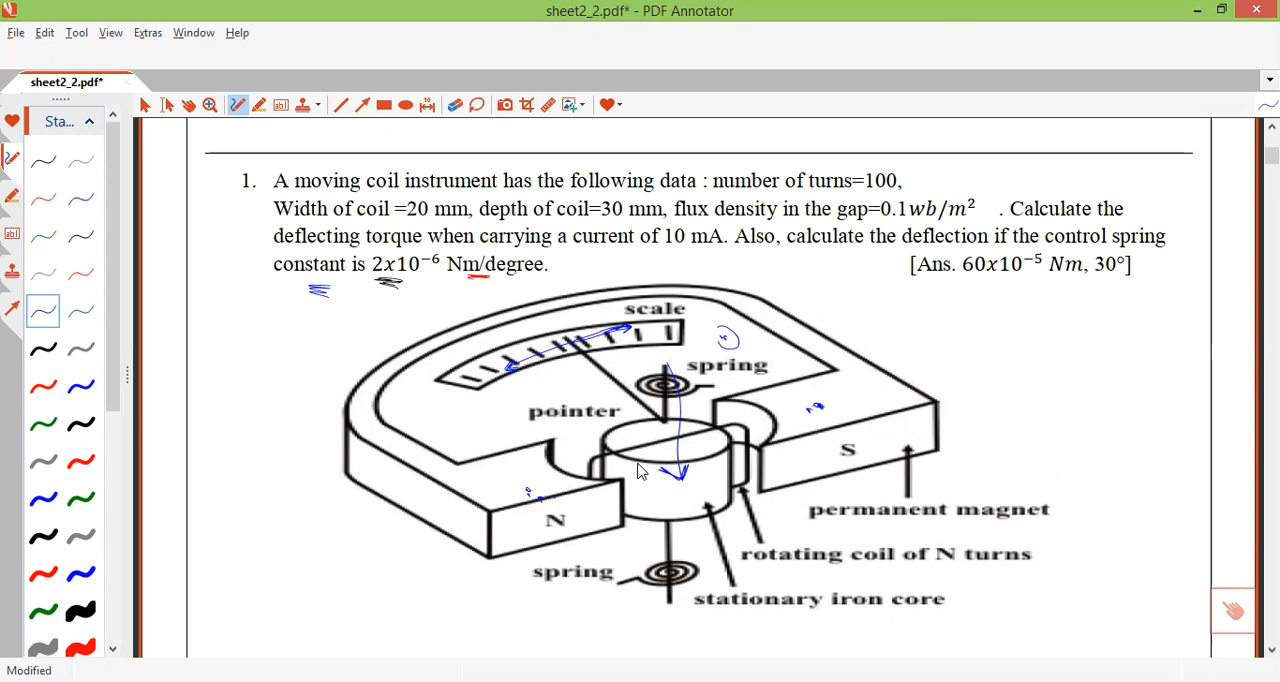 sheet2_2.pdf* - PDF Annotator
File Edit Tool View Extras Window Help
sheet2_2.pdf*
Sta...
1. A moving coil instrument has the following data : number of turns=100,
Width of coil =20 mm, depth of coil=30 mm, flux density in the gap=0.1wb/m² . Calculate the
deflecting torque when carrying a current of 10 mA. Also, calculate the deflection if the control spring
constant is 2x10⁻⁶ Nm/degree. [Ans. 60x10⁻⁵ Nm, 30°]
scale
spring
pointer
S
N
permanent magnet
rotating coil of N turns
spring
stationary iron core
Modified